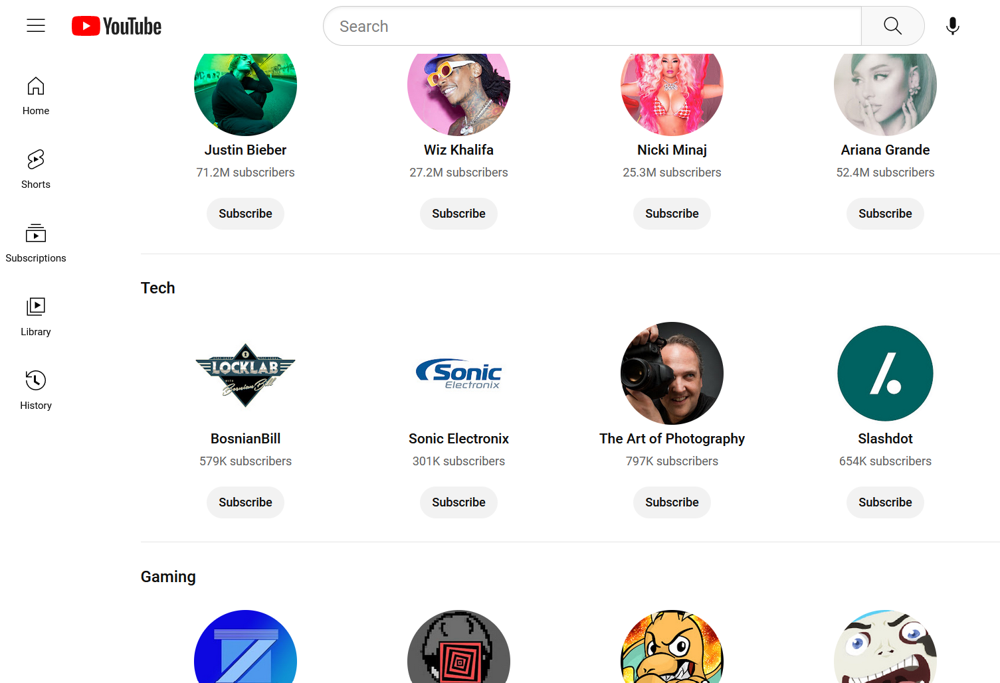 YouTube
Search
Home
Shorts
Subscriptions
Library
History
Justin Bieber
71.2M subscribers
Subscribe
Wiz Khalifa
27.2M subscribers
Subscribe
Nicki Minaj
25.3M subscribers
Subscribe
Ariana Grande
52.4M subscribers
Subscribe
Tech
LOCKLAB
WITH
Bosnian Bill
BosnianBill
579K subscribers
Subscribe
Sonic
Electronix
Sonic Electronix
301K subscribers
Subscribe
The Art of Photography
797K subscribers
Subscribe
Slashdot
654K subscribers
Subscribe
Gaming